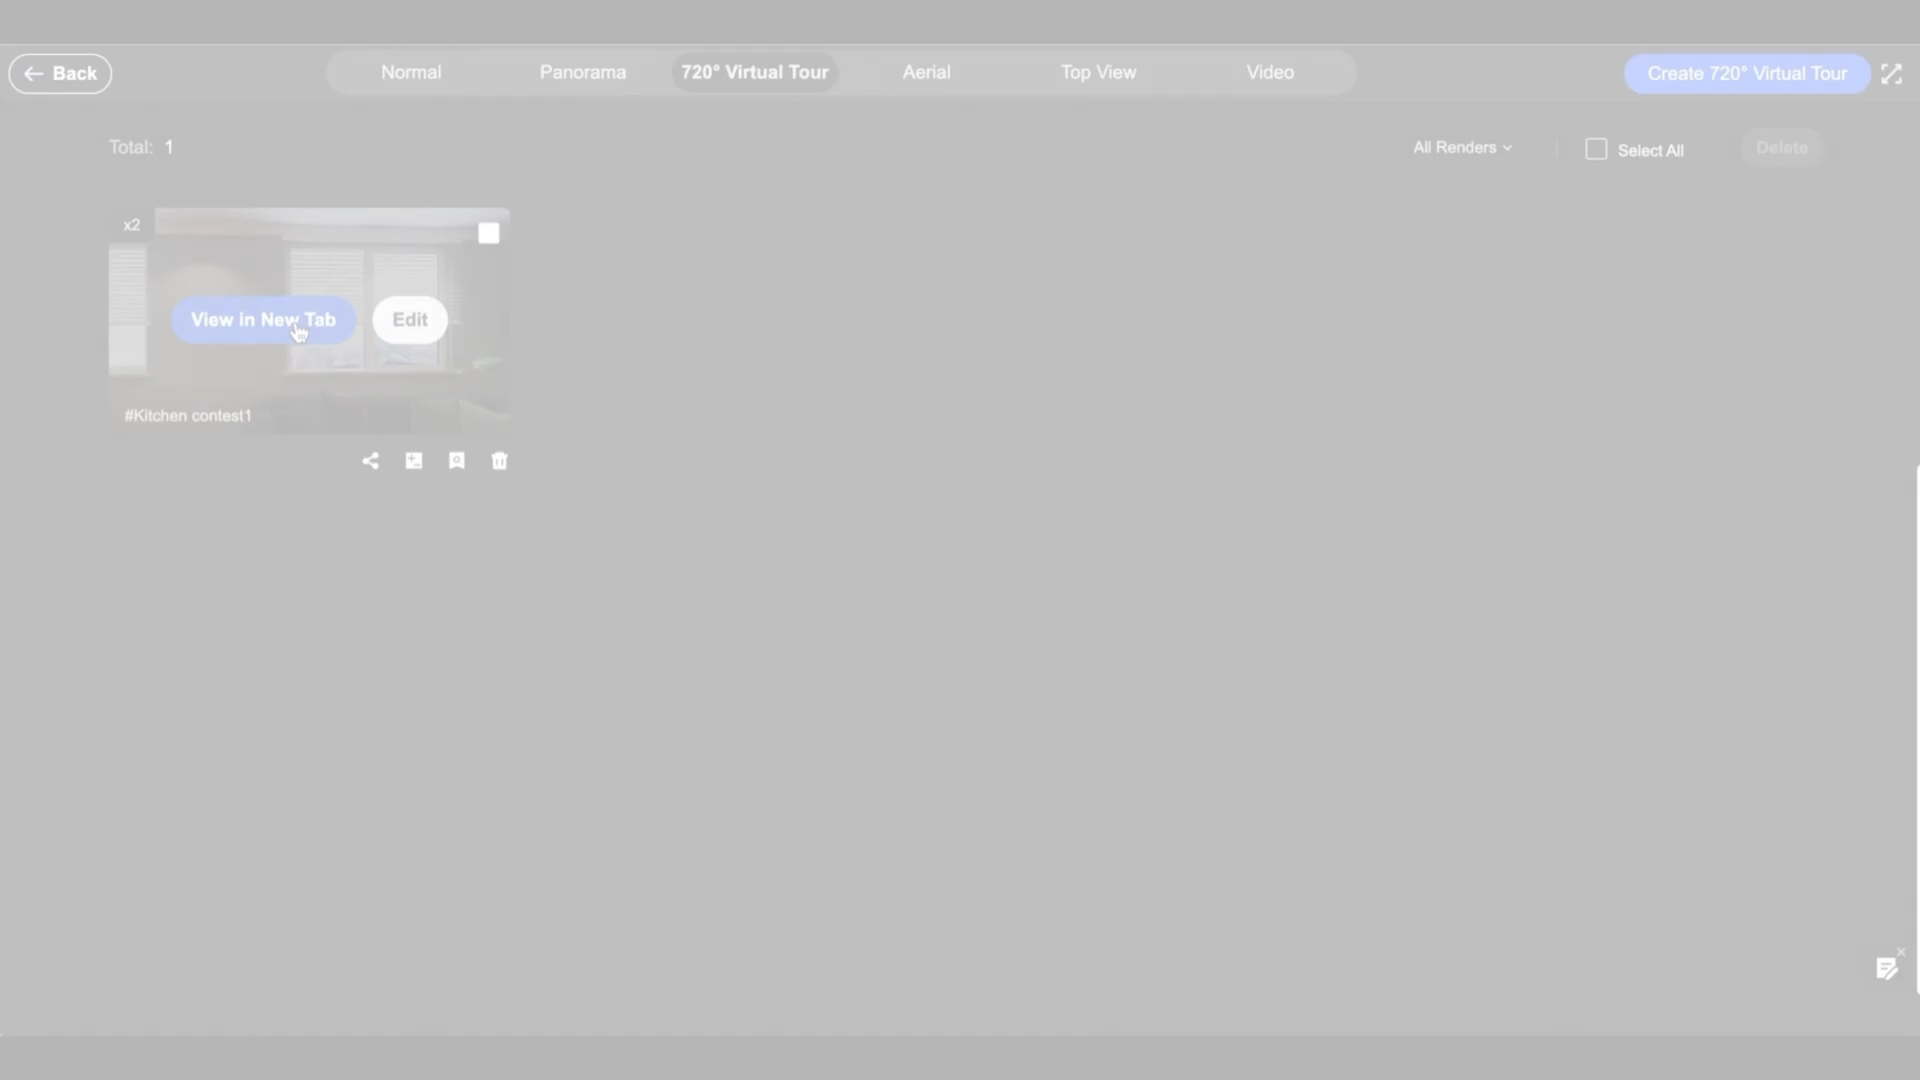 Back
Normal
Panorama
720° Virtual Tour
Aerial
Top View
Video
Create 720° Virtual Tour
Total: 1
All Renders
Select All
Delete
x2
View in New Tab
Edit
#Kitchen contest1